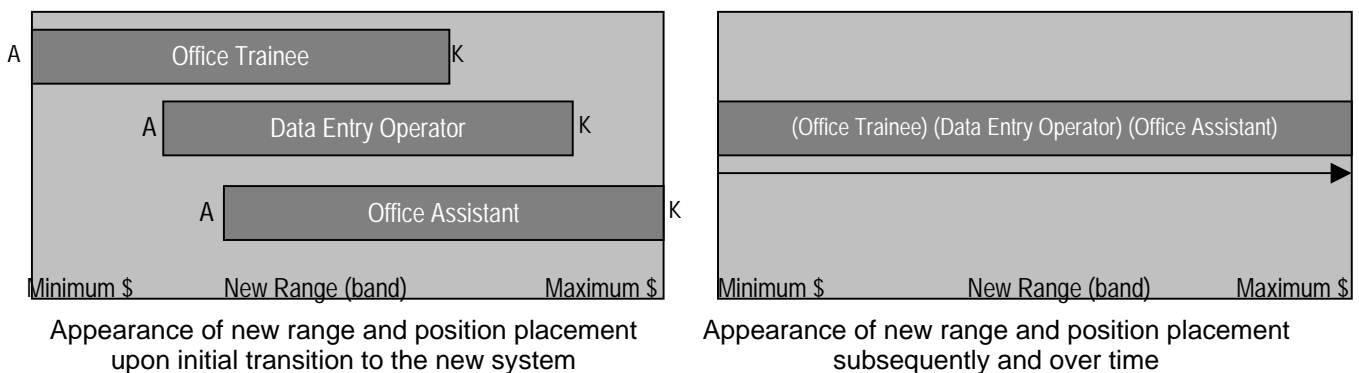 A Office Trainee K
A Data Entry Operator K
A Office Assistant K
Minimum $ New Range (band) Maximum $
Appearance of new range and position placement
upon initial transition to the new system
(Office Trainee) (Data Entry Operator) (Office Assistant)
Minimum $ New Range (band) Maximum $
Appearance of new range and position placement
subsequently and over time